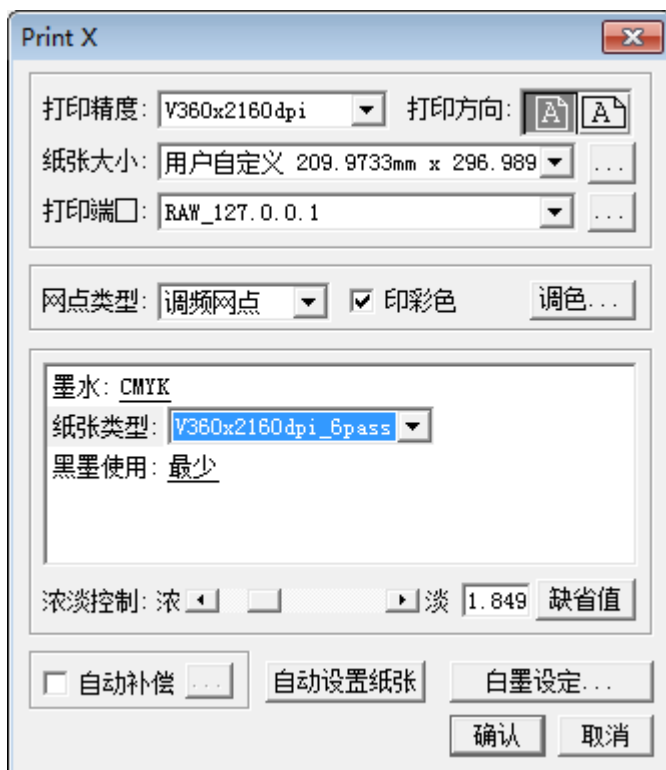 Print X
打印精度: V360x2160dpi 打印方向: A A
纸张大小: 用户自定义 209.9733mm x 296.989 ...
打印端口: RAW_127.0.0.1 ...
网点类型: 调频网点 印彩色 调色...
墨水: CMYK
纸张类型: V360x2160dpi_6pass
黑墨使用: 最少
浓淡控制: 浓 淡 1.849 缺省值
自动补偿 ... 自动设置纸张 白墨设定...
确认 取消